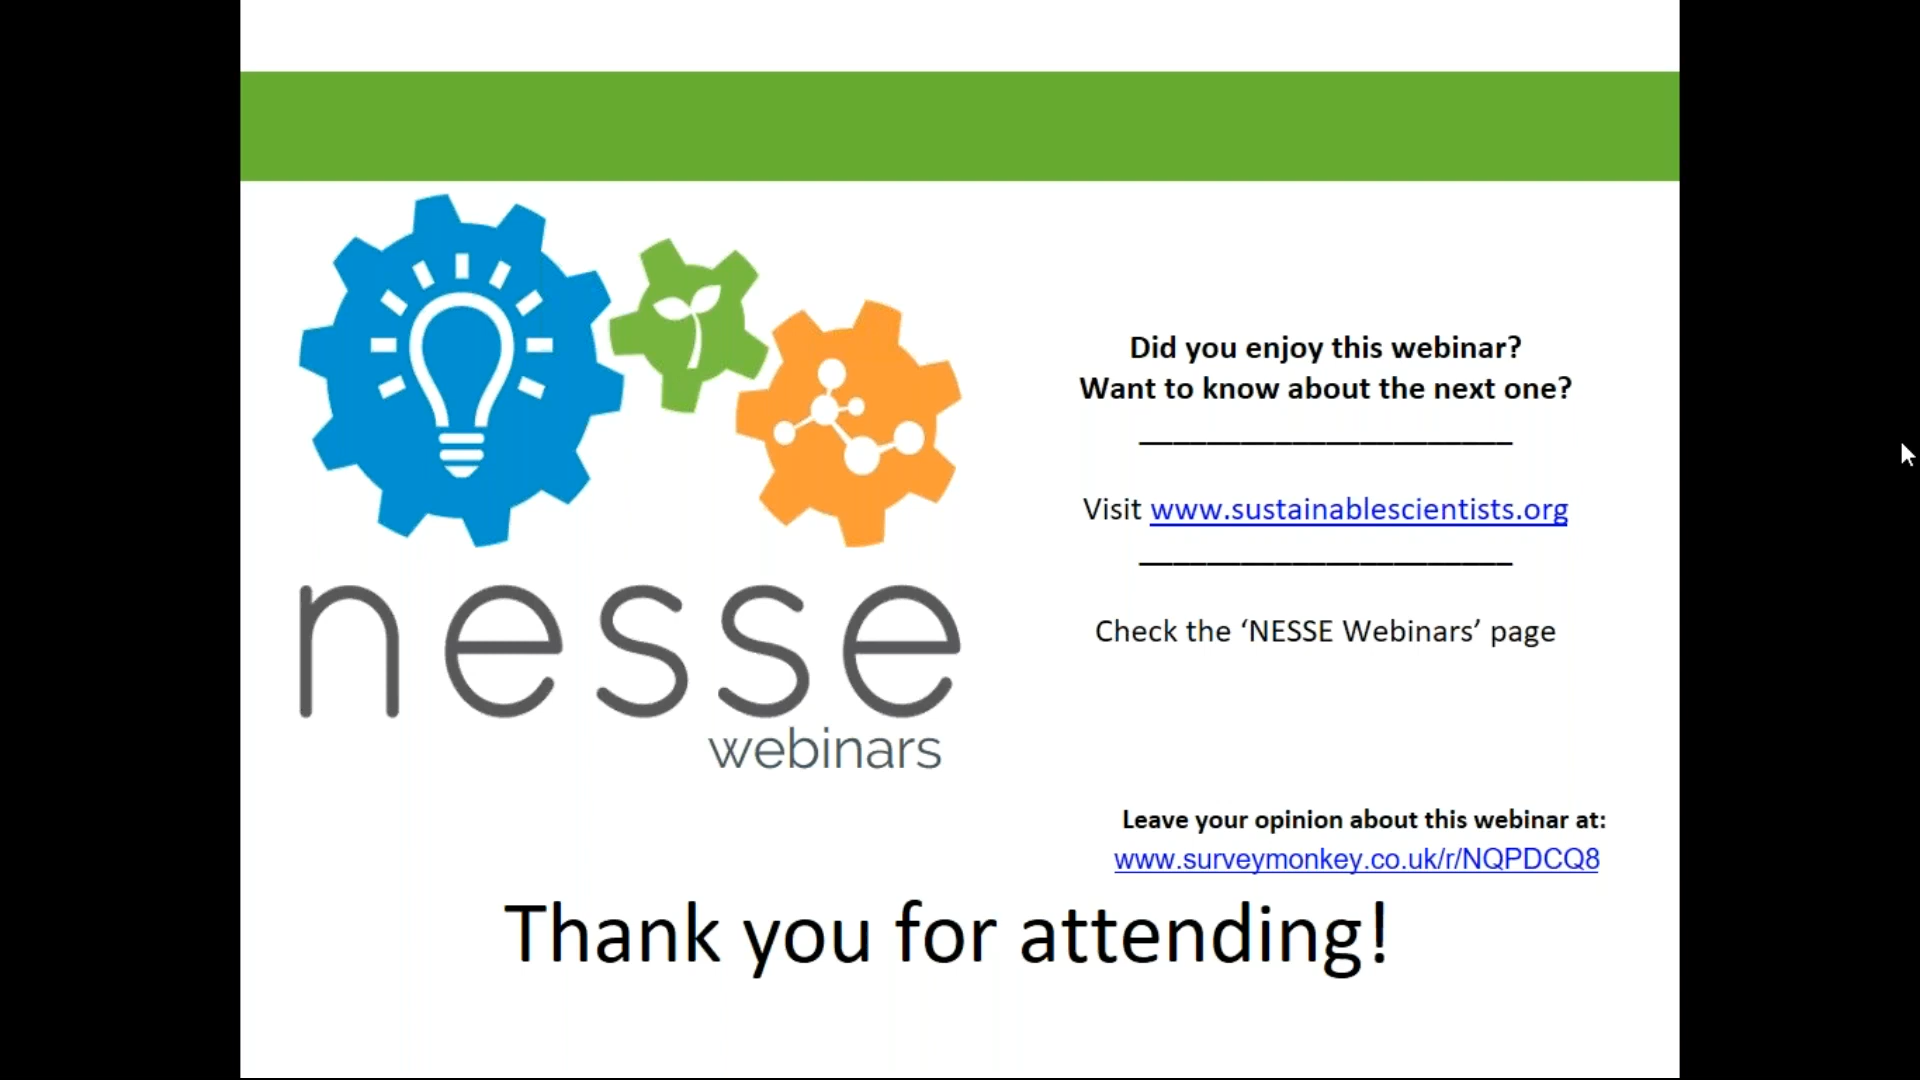 nesse
webinars
Did you enjoy this webinar?
Want to know about the next one?
Visit www.sustainablescientists.org
Check the ‘NESSE Webinars’ page
Leave your opinion about this webinar at:
www.surveymonkey.co.uk/r/NQPDCQ8
Thank you for attending!